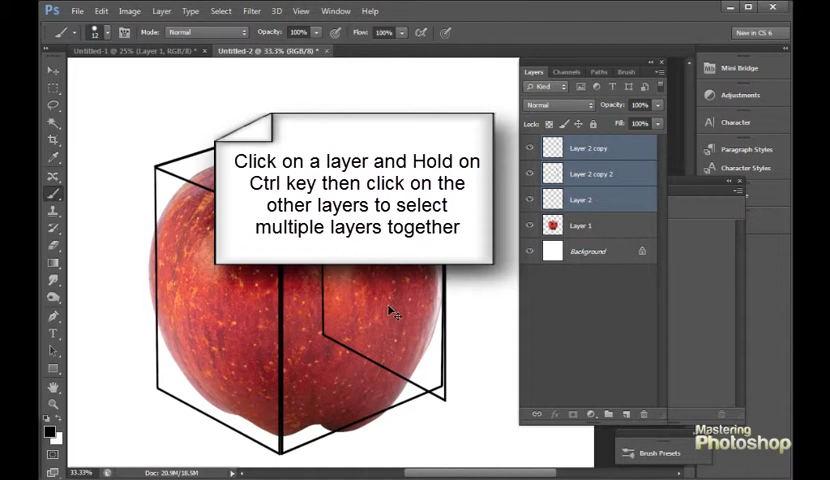 Ps File Edit Image Layer Type Select Filter 3D View Window Help
12 Mode: Normal Opacity: 100% Flow: 100% New in CS 6
Untitled-1 @ 25% (Layer 1, RGB/8) * × Untitled-2 @ 33.3% (RGB/8) * ×
Layers Channels Paths Brush
Mini Bridge
Kind
Normal Opacity: 100%
Adjustments
Lock: Fill: 100%
Character
Layer 2 copy
Paragraph Styles
Character Styles
Layer 2 copy 2
Layer 2
Layer 1
Background
Click on a layer and Hold on
Ctrl key then click on the
other layers to select
multiple layers together
fx
Mastering
Photoshop
Brush Presets
33.33% Doc: 20.9M/18.5M